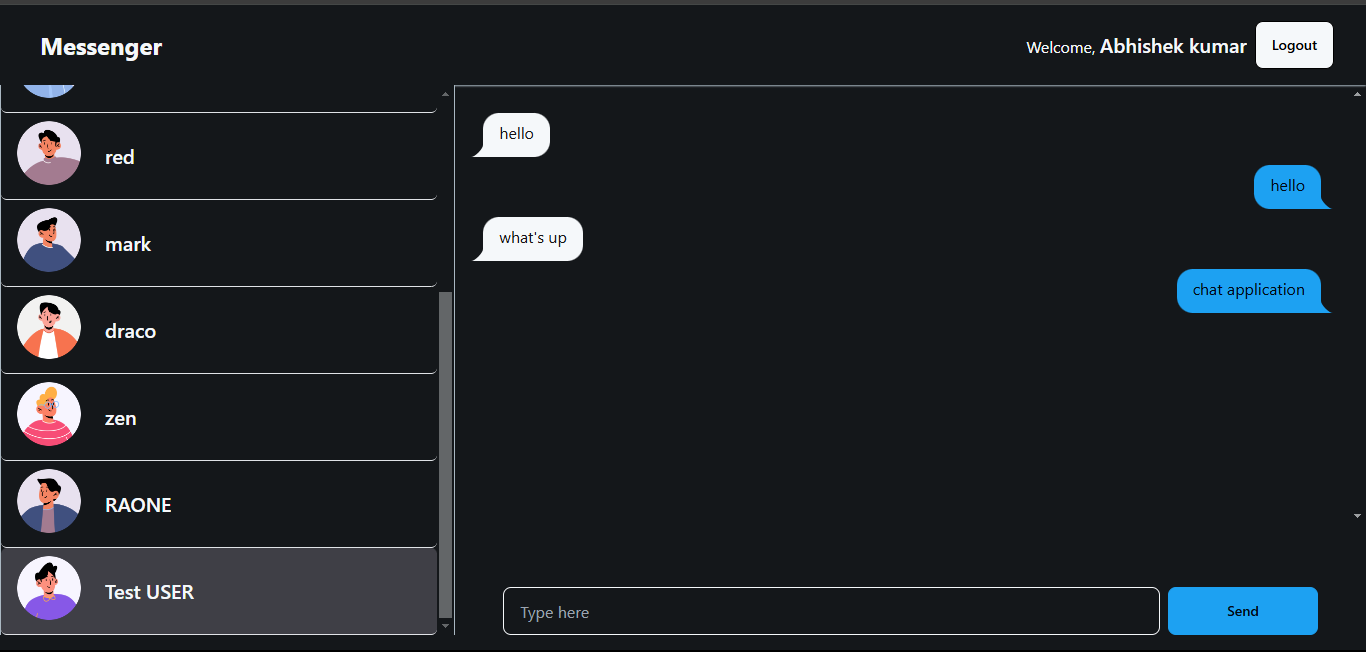 Messenger
Welcome, Abhishek kumar
Logout
red
mark
draco
zen
RAONE
Test USER
hello
hello
what's up
chat application
Type here
Send